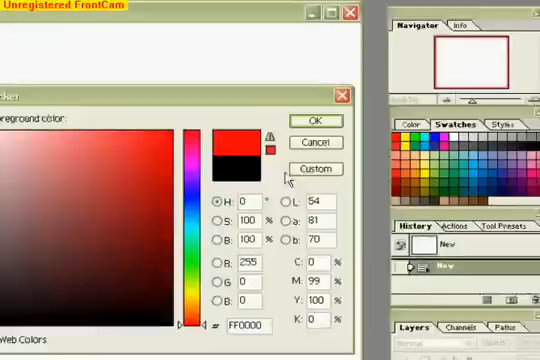 Unregistered FrontCam
Navigator Info
cker
oreground color:
OK
Cancel
Custom
Color Swatches Styles
H: 0 ° L: 54
S: 100 % a: 81
B: 100 % b: 70
R: 255 C: 0 %
G: 0 M: 99 %
B: 0 Y: 100 %
# FF0000 K: 0 %
Web Colors
History Actions Tool Presets
New
New
Layers Channels Paths
Normal